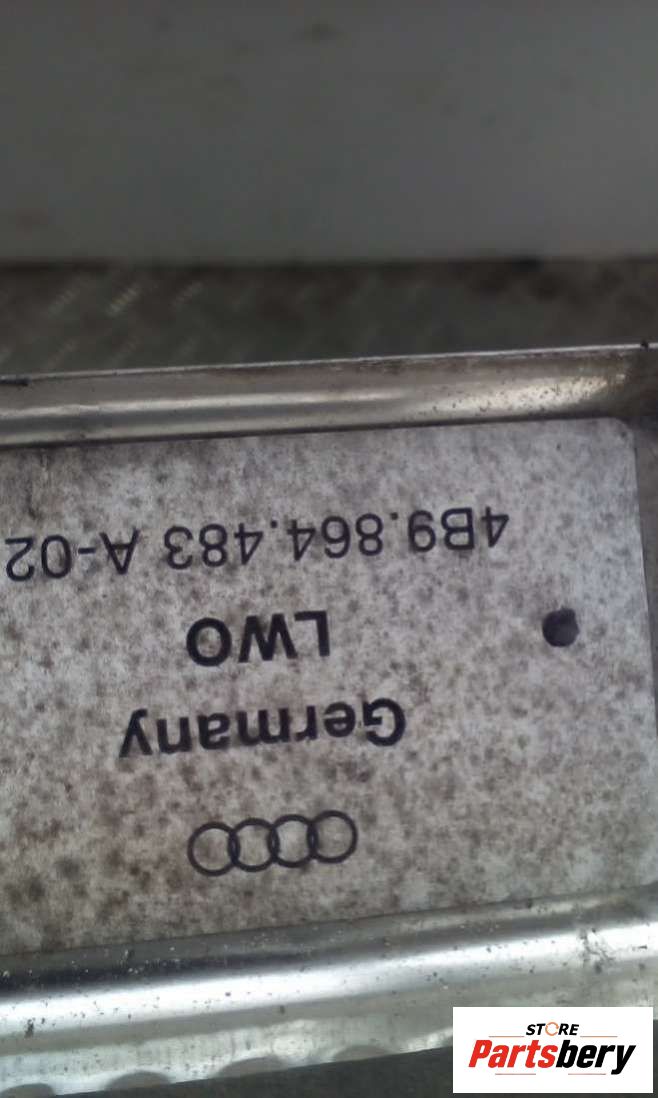 Germany
LWO
4B9.864.483 A-02
STORE
Partsbery